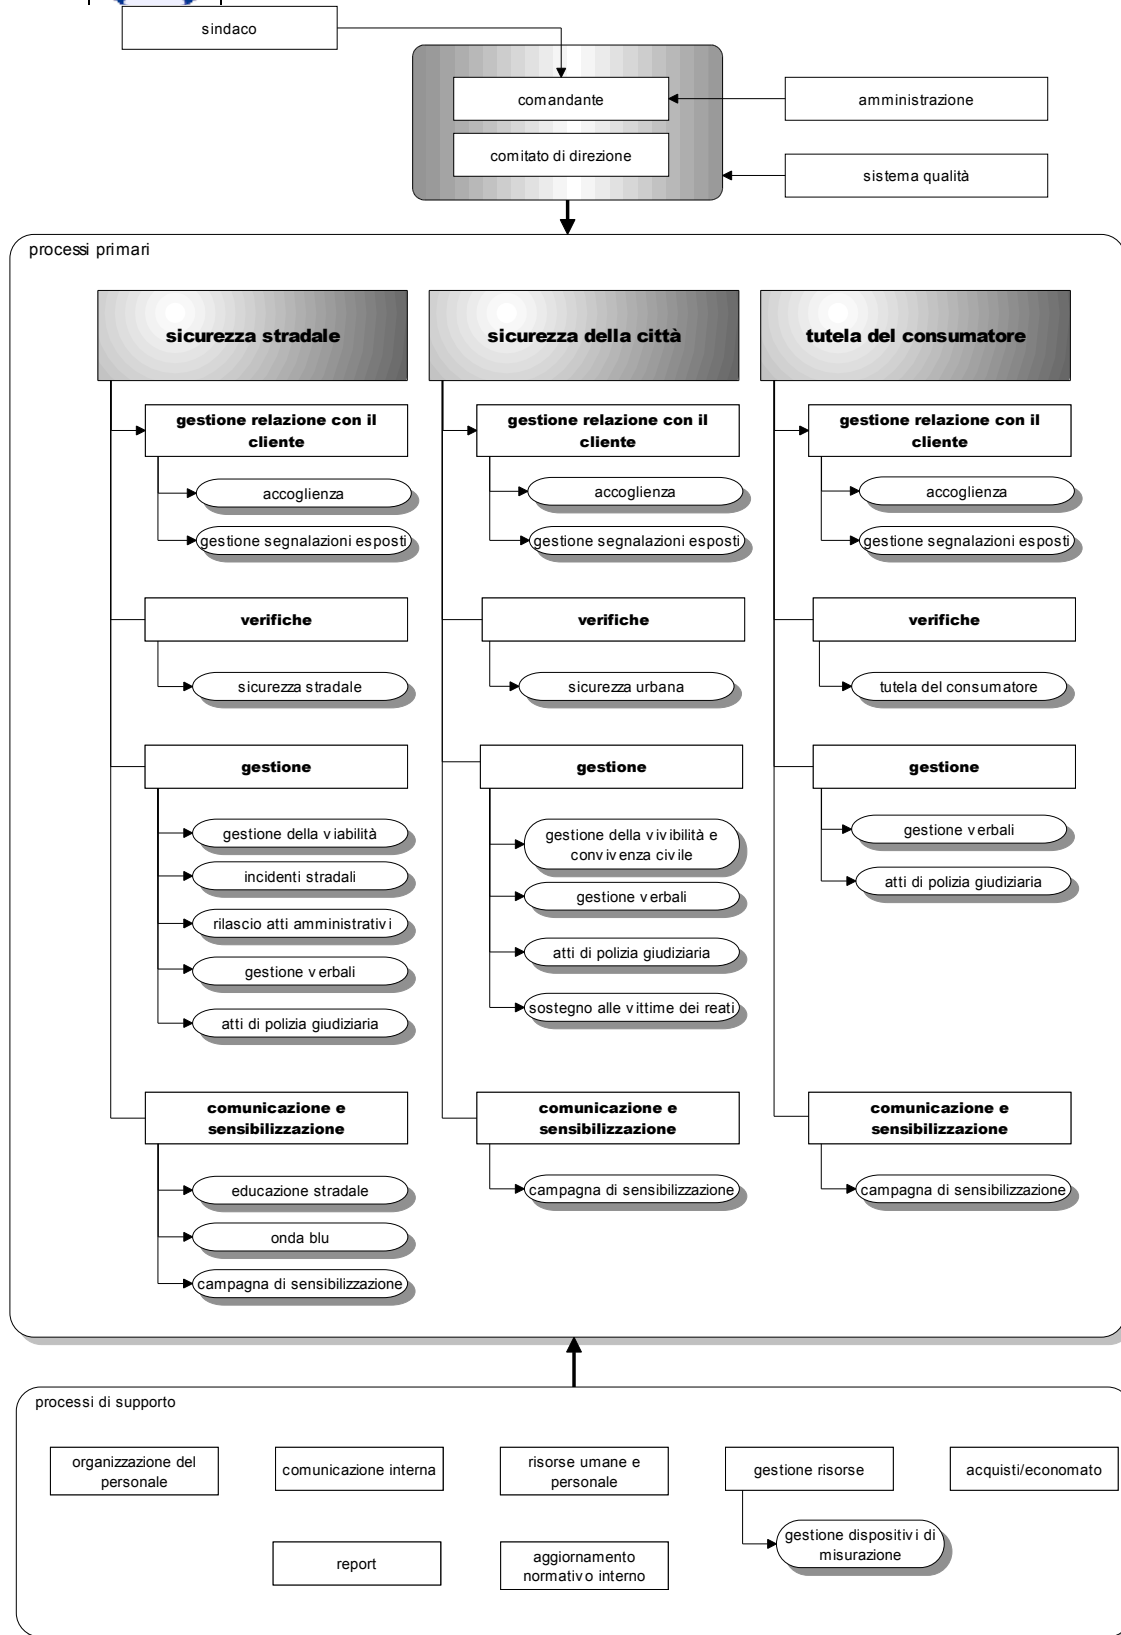 sindaco
comandante
amministrazione
comitato di direzione
sistema qualità
processi primari
sicurezza stradale
gestione relazione con il
cliente
accoglienza
gestione segnalazioni esposti
verifiche
sicurezza stradale
gestione
gestione della viabilità
incidenti stradali
rilascio atti amministrativi
gestione verbali
atti di polizia giudiziaria
comunicazione e
sensibilizzazione
educazione stradale
onda blu
campagna di sensibilizzazione
sicurezza della città
gestione relazione con il
cliente
accoglienza
gestione segnalazioni esposti
verifiche
sicurezza urbana
gestione
gestione della vivibilità e
convivenza civile
gestione verbali
atti di polizia giudiziaria
sostegno alle vittime dei reati
comunicazione e
sensibilizzazione
campagna di sensibilizzazione
tutela del consumatore
gestione relazione con il
cliente
accoglienza
gestione segnalazioni esposti
verifiche
tutela del consumatore
gestione
gestione verbali
atti di polizia giudiziaria
comunicazione e
sensibilizzazione
campagna di sensibilizzazione
processi di supporto
organizzazione del
personale
comunicazione interna
risorse umane e
personale
gestione risorse
acquisti/economato
gestione dispositivi di
misurazione
report
aggiornamento
normativo interno